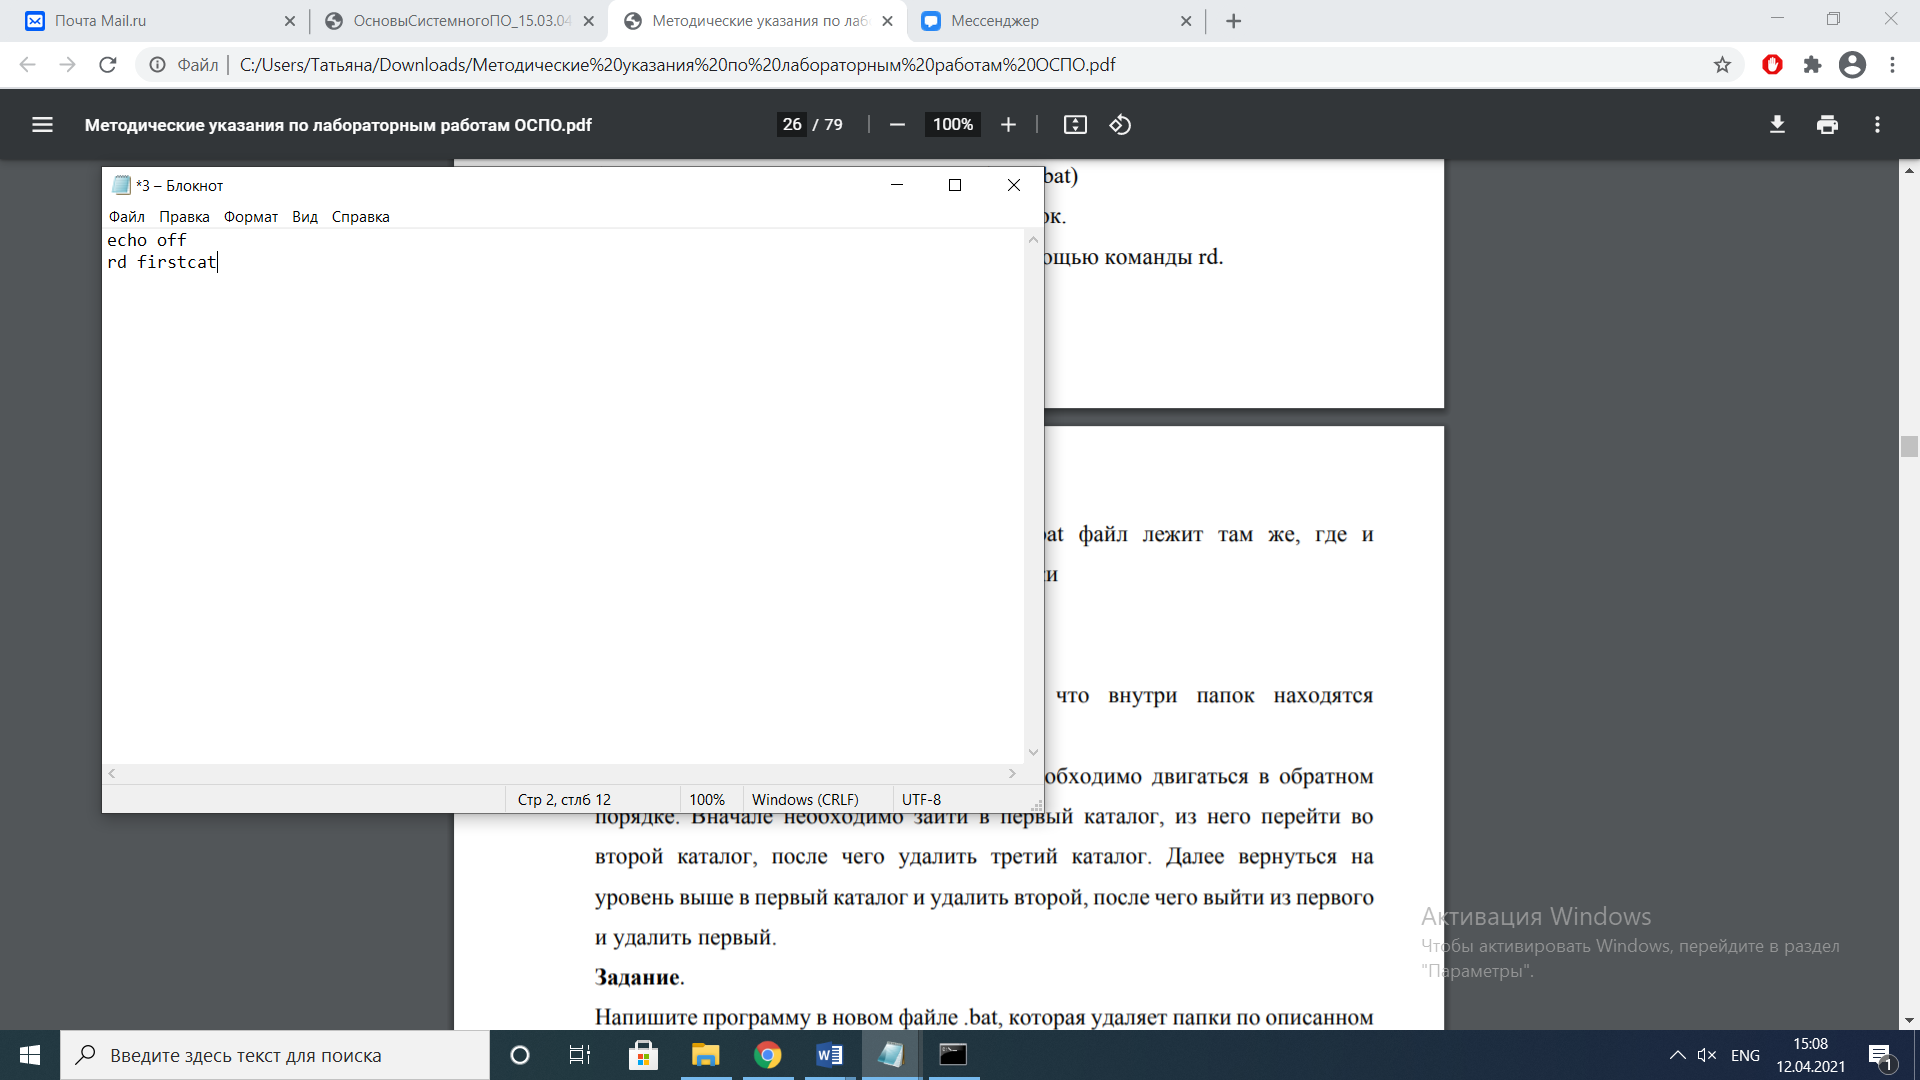 Почта Mail.ru
ОсновыСистемногоПО_15.03.04
Методические указания по лаб
Мессенджер
Файл
C:/Users/Татьяна/Downloads/Методические%20указания%20по%20лабораторным%20работам%20ОСПО.pdf
Методические указания по лабораторным работам ОСПО.pdf
26 / 79
100%
bat)
ок.
ощью команды rd.
*3 – Блокнот
Файл Правка Формат Вид Справка
echo off
rd firstcat
Стр 2, стлб 12
100%
Windows (CRLF)
UTF-8
bat файл лежит там же, где и
и
что внутри папок находятся
обходимо двигаться в обратном
порядке. Вначале необходимо зайти в первый каталог, из него перейти во
второй каталог, после чего удалить третий каталог. Далее вернуться на
уровень выше в первый каталог и удалить второй, после чего выйти из первого
и удалить первый.
Задание.
Напишите программу в новом файле .bat, которая удаляет папки по описанном
Активация Windows
Чтобы активировать Windows, перейдите в раздел
"Параметры".
Введите здесь текст для поиска
ENG
15:08
12.04.2021
1